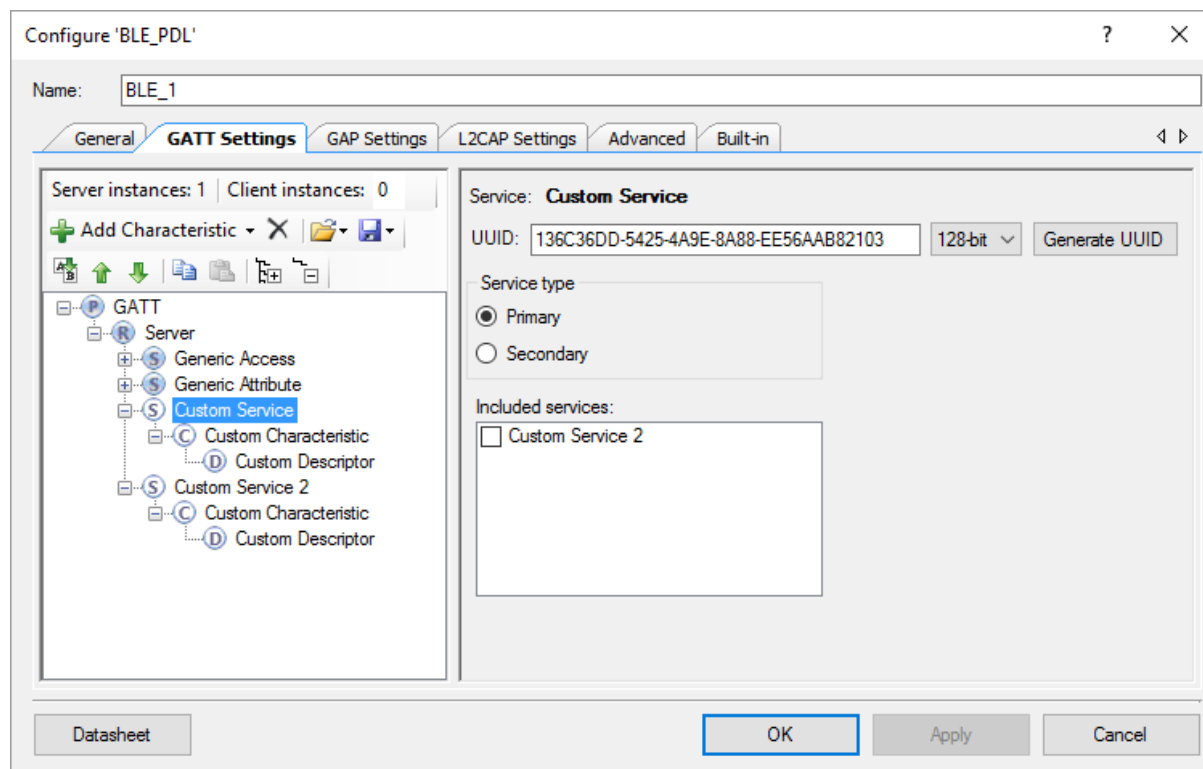 Configure 'BLE_PDL'
?
Name: BLE_1
General GATT Settings GAP Settings L2CAP Settings Advanced Built-in
Server instances: 1 Client instances: 0
Add Characteristic
A B
P GATT
R Server
S Generic Access
S Generic Attribute
S Custom Service
C Custom Characteristic
D Custom Descriptor
S Custom Service 2
C Custom Characteristic
D Custom Descriptor
Service: Custom Service
UUID: 136C36DD-5425-4A9E-8A88-EE56AAB82103 128-bit Generate UUID
Service type
Primary
Secondary
Included services:
Custom Service 2
Datasheet OK Apply Cancel